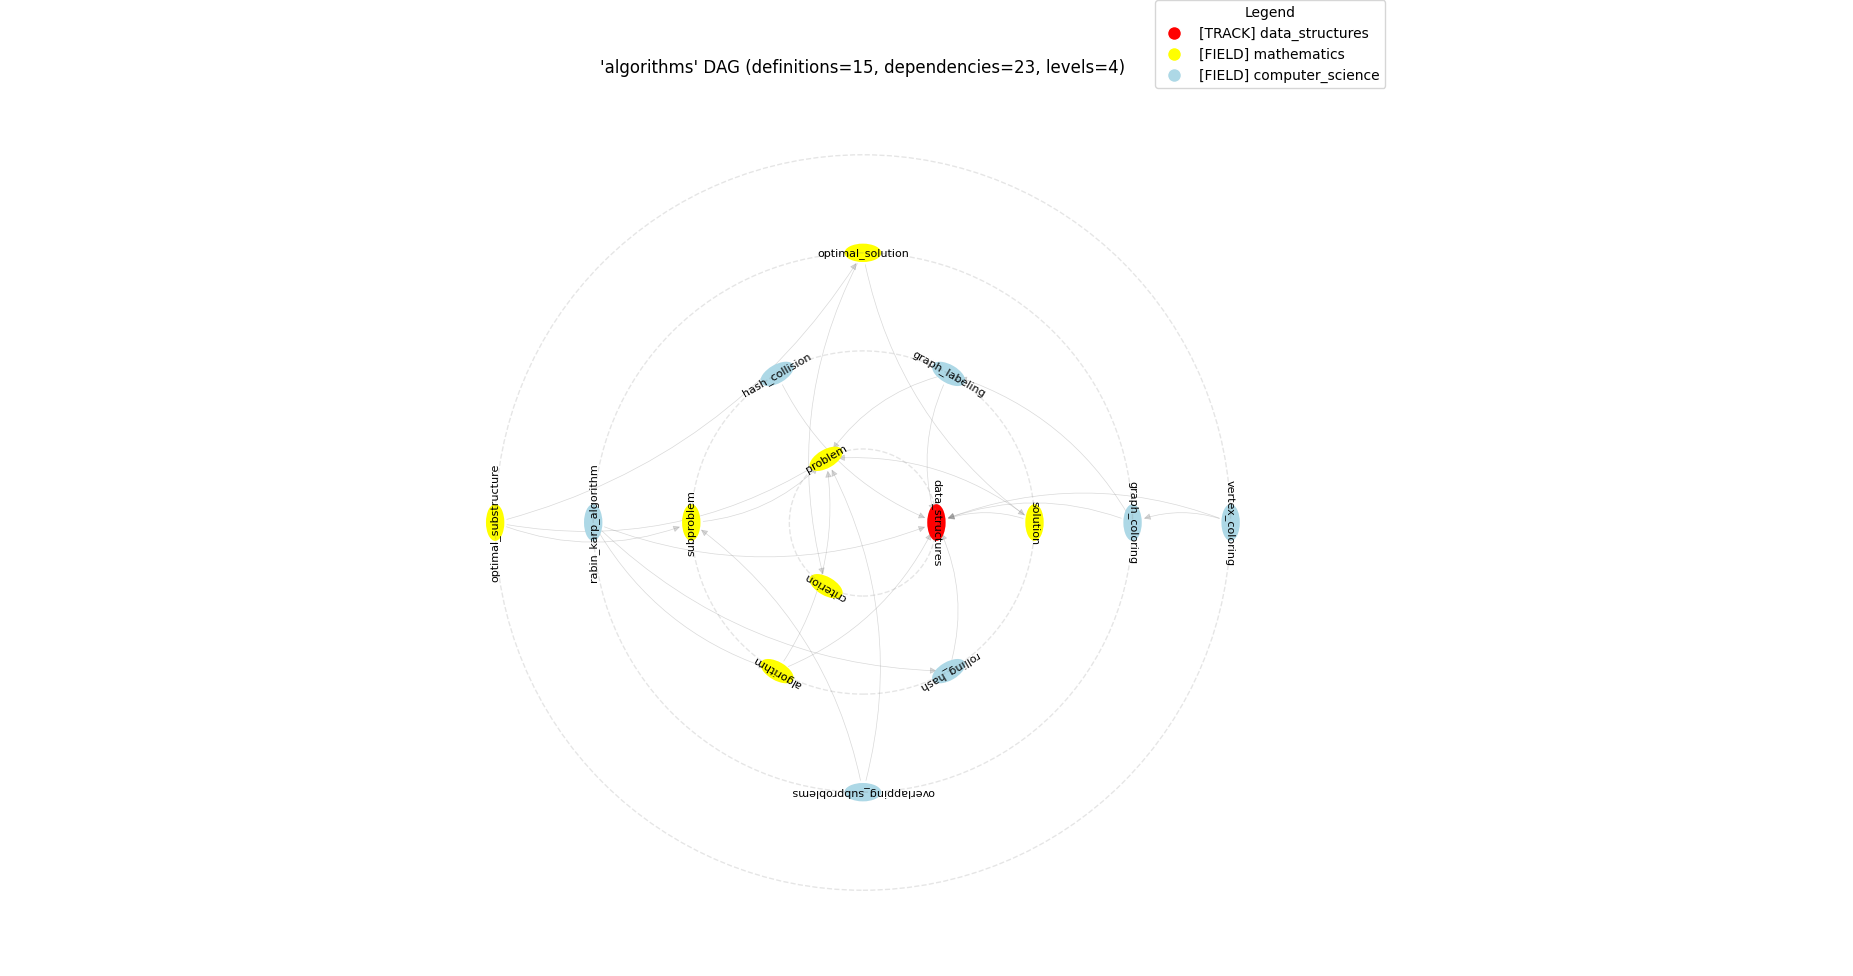 Legend
[TRACK] data_structures
[FIELD] mathematics
[FIELD] computer_science
'algorithms' DAG (definitions=15, dependencies=23, levels=4)
optimal_solution
hash_collision
graph_labeling
problem
optimal_substructure
rabin_karp_algorithm
subproblem
data_structures
solution
graph_coloring
vertex_coloring
criterion
algorithm
rolling_hash
overlapping_subproblems